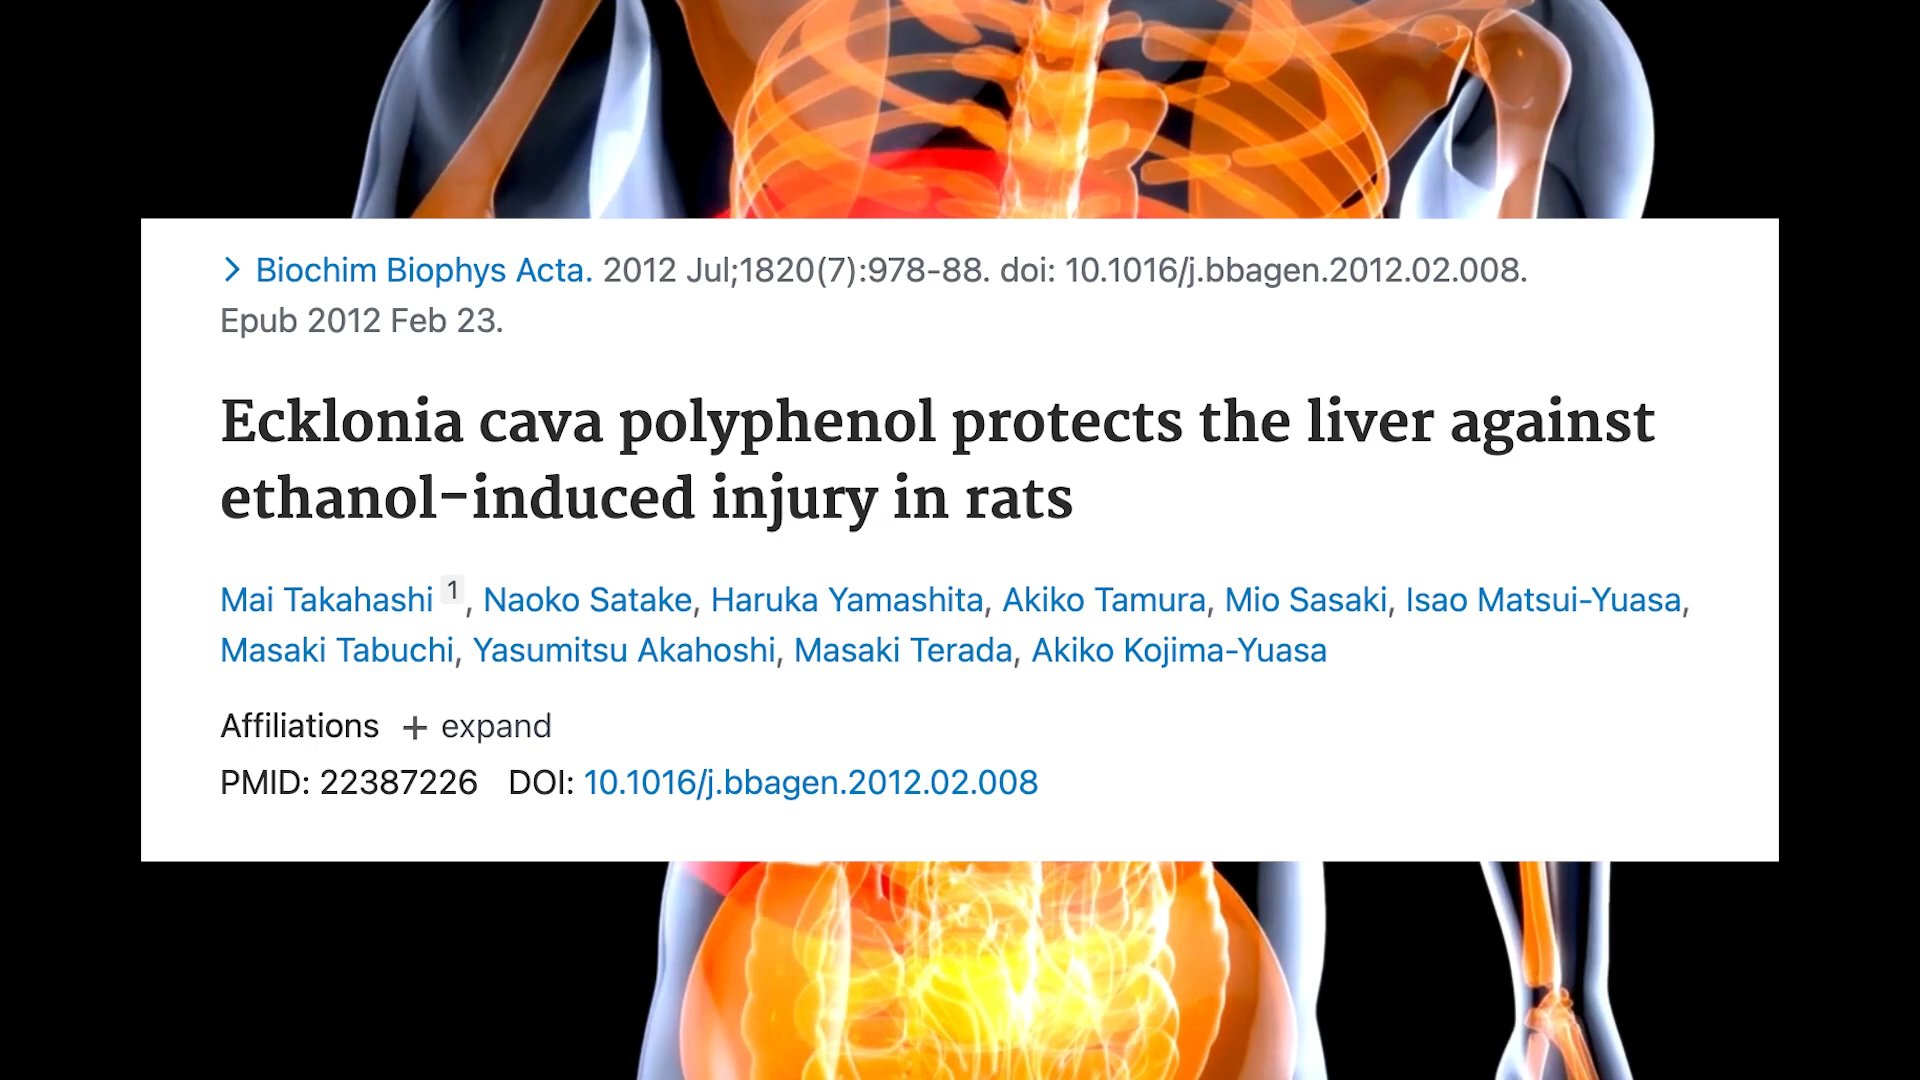 > Biochim Biophys Acta. 2012 Jul;1820(7):978-88. doi: 10.1016/j.bbagen.2012.02.008.
Epub 2012 Feb 23.
Ecklonia cava polyphenol protects the liver against
ethanol-induced injury in rats
Mai Takahashi 1, Naoko Satake, Haruka Yamashita, Akiko Tamura, Mio Sasaki, Isao Matsui-Yuasa,
Masaki Tabuchi, Yasumitsu Akahoshi, Masaki Terada, Akiko Kojima-Yuasa
Affiliations + expand
PMID: 22387226 DOI: 10.1016/j.bbagen.2012.02.008